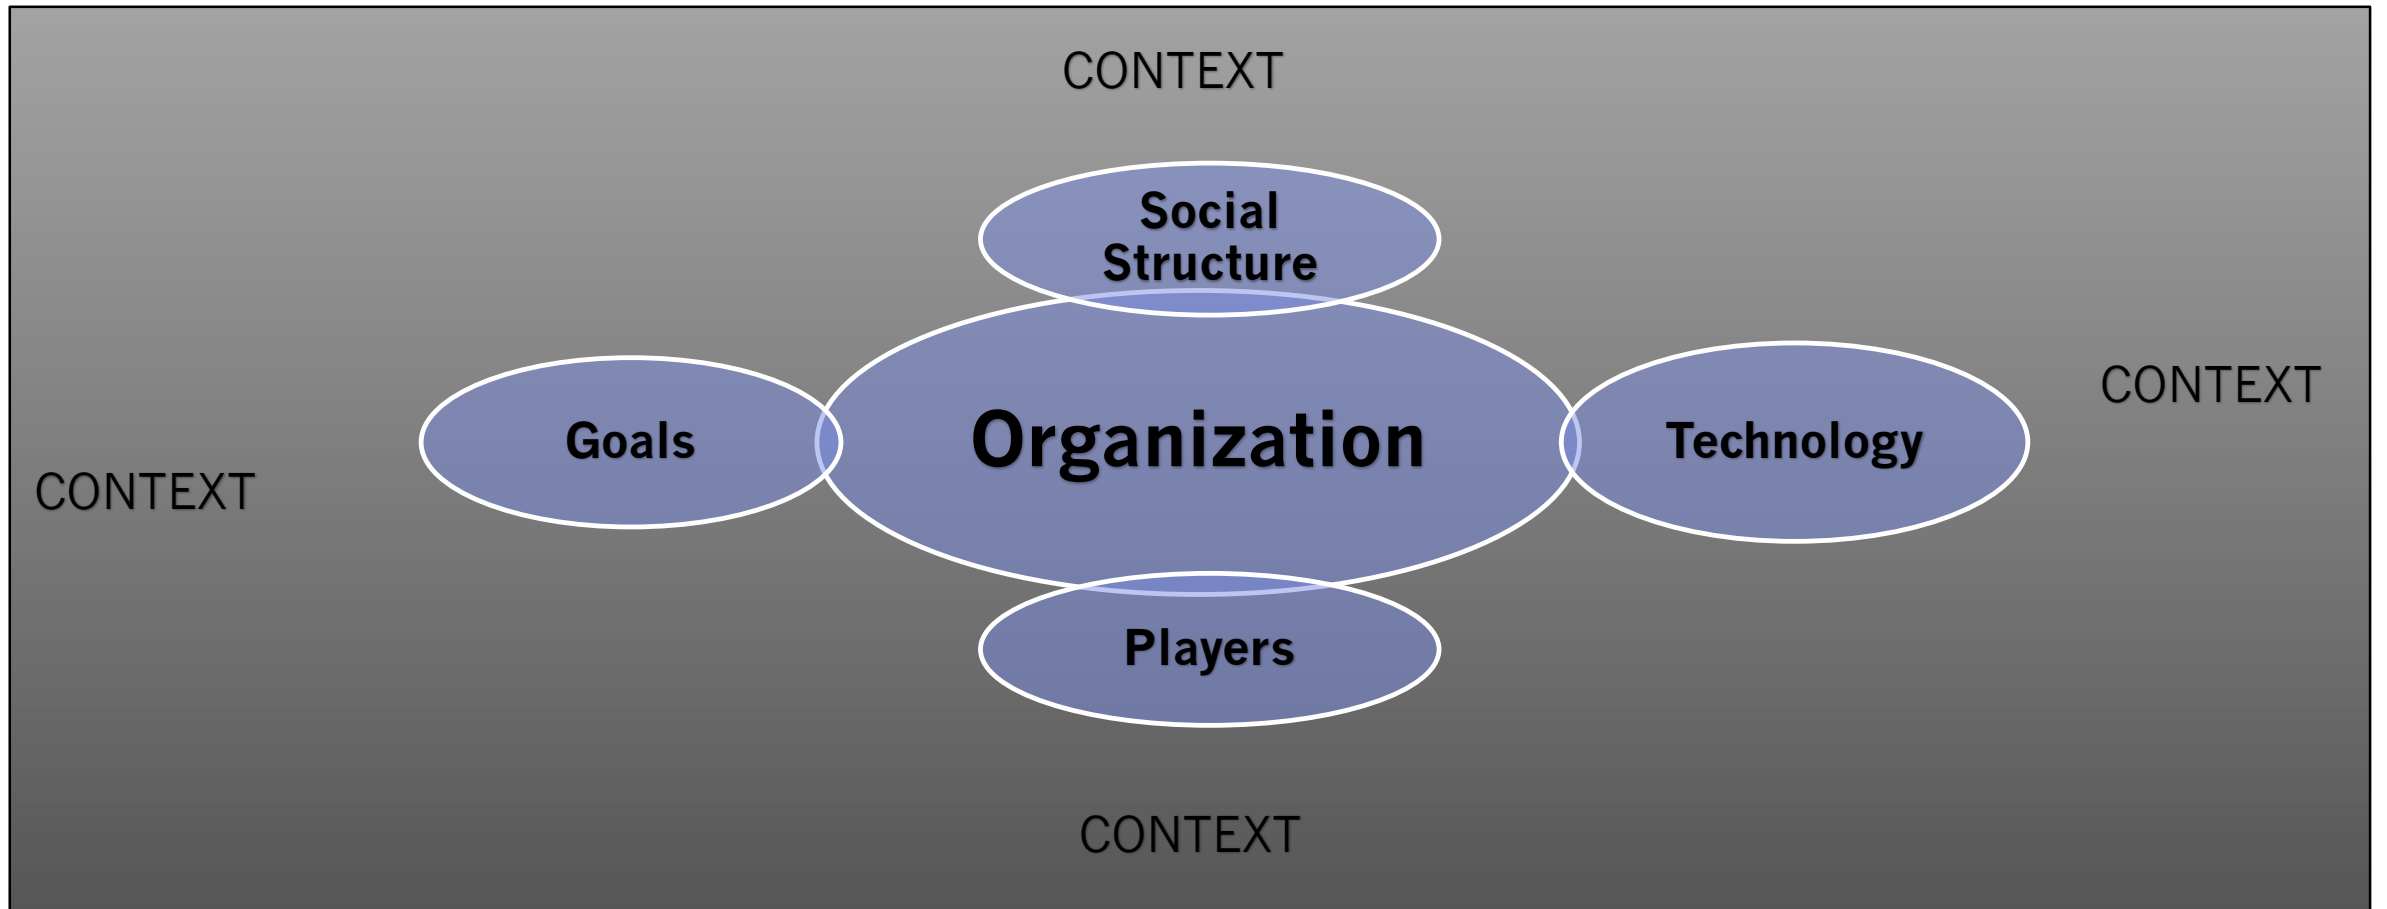 CONTEXT
Social
Structure
CONTEXT
Goals
Organization
Technology
CONTEXT
Players
CONTEXT